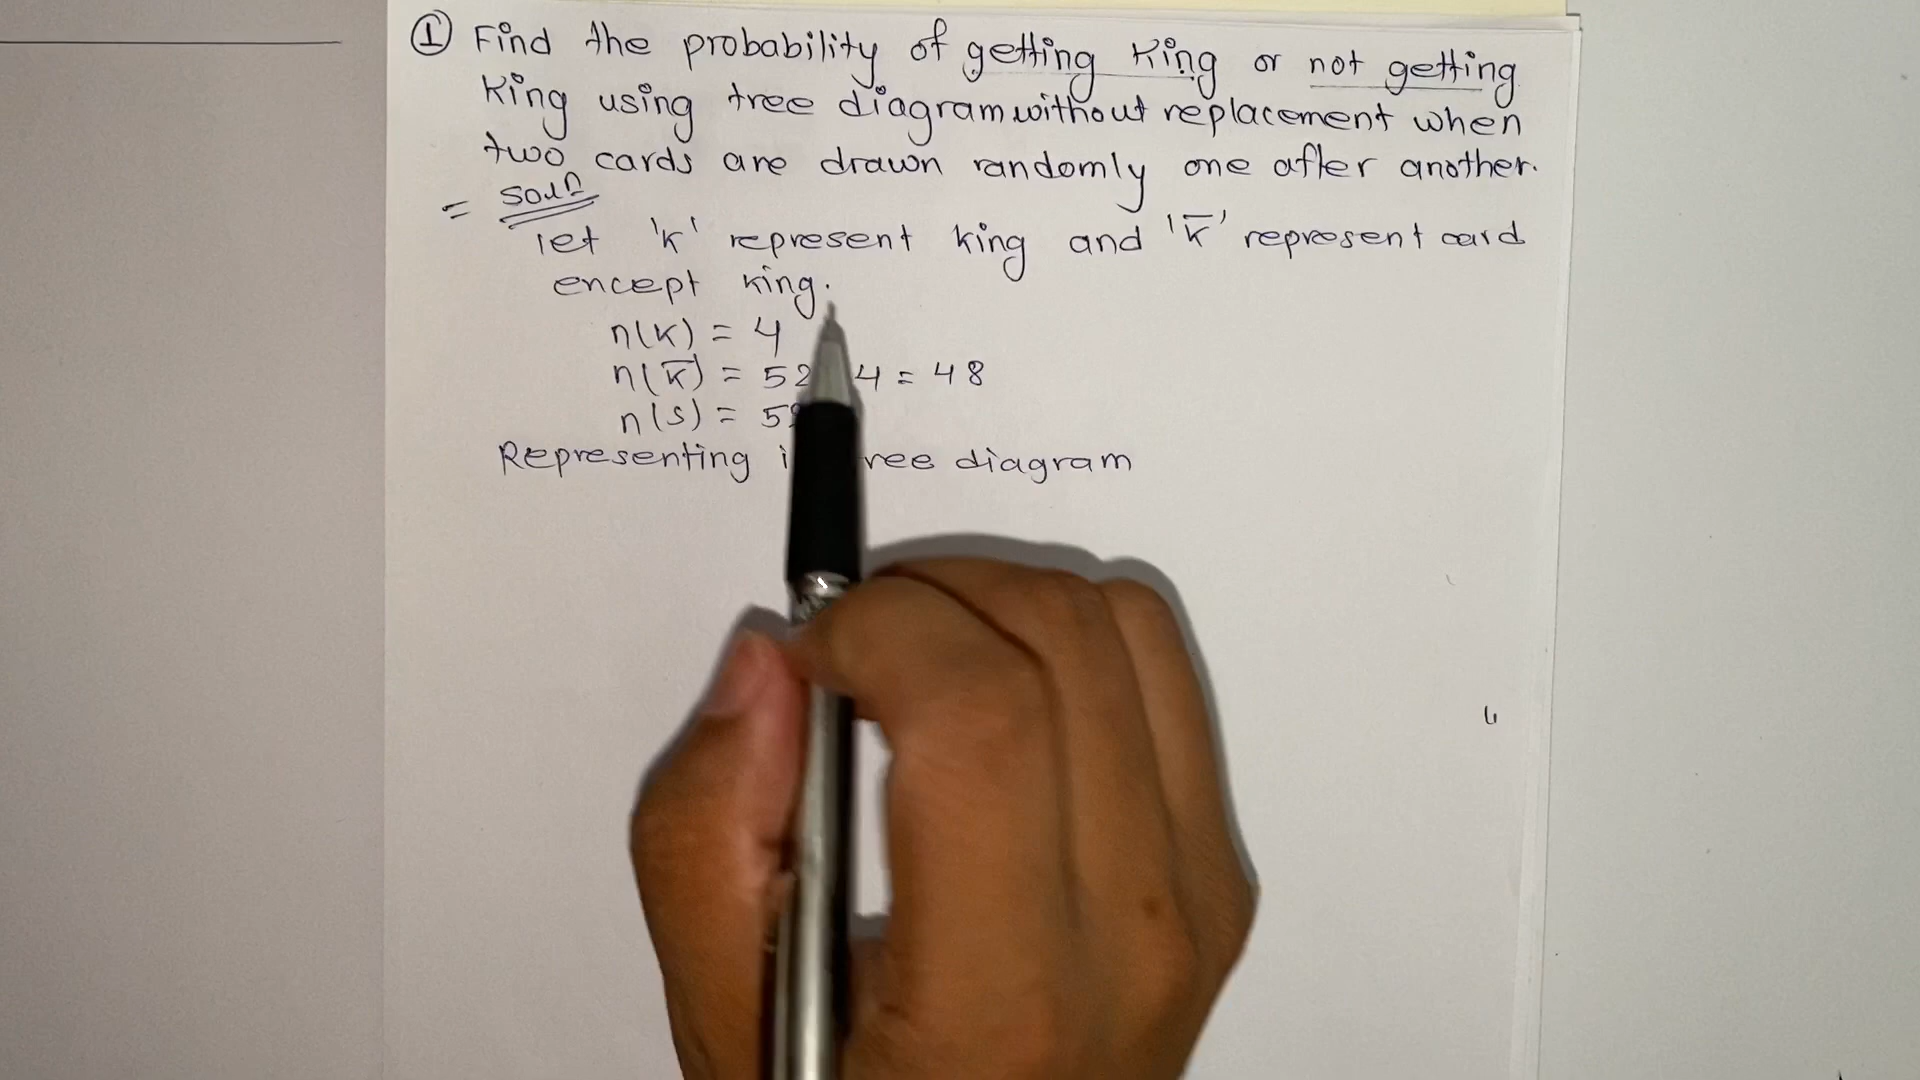 ① Find the probability of getting King or not getting
King using tree diagram without replacement when
two cards are drawn randomly one after another.
= Soln
let 'K' represent king and 'K̅' represent card
encept king.
n(K) = 4
n(K̅) = 52 4 = 48
n(S) = 52
Representing i ree diagram